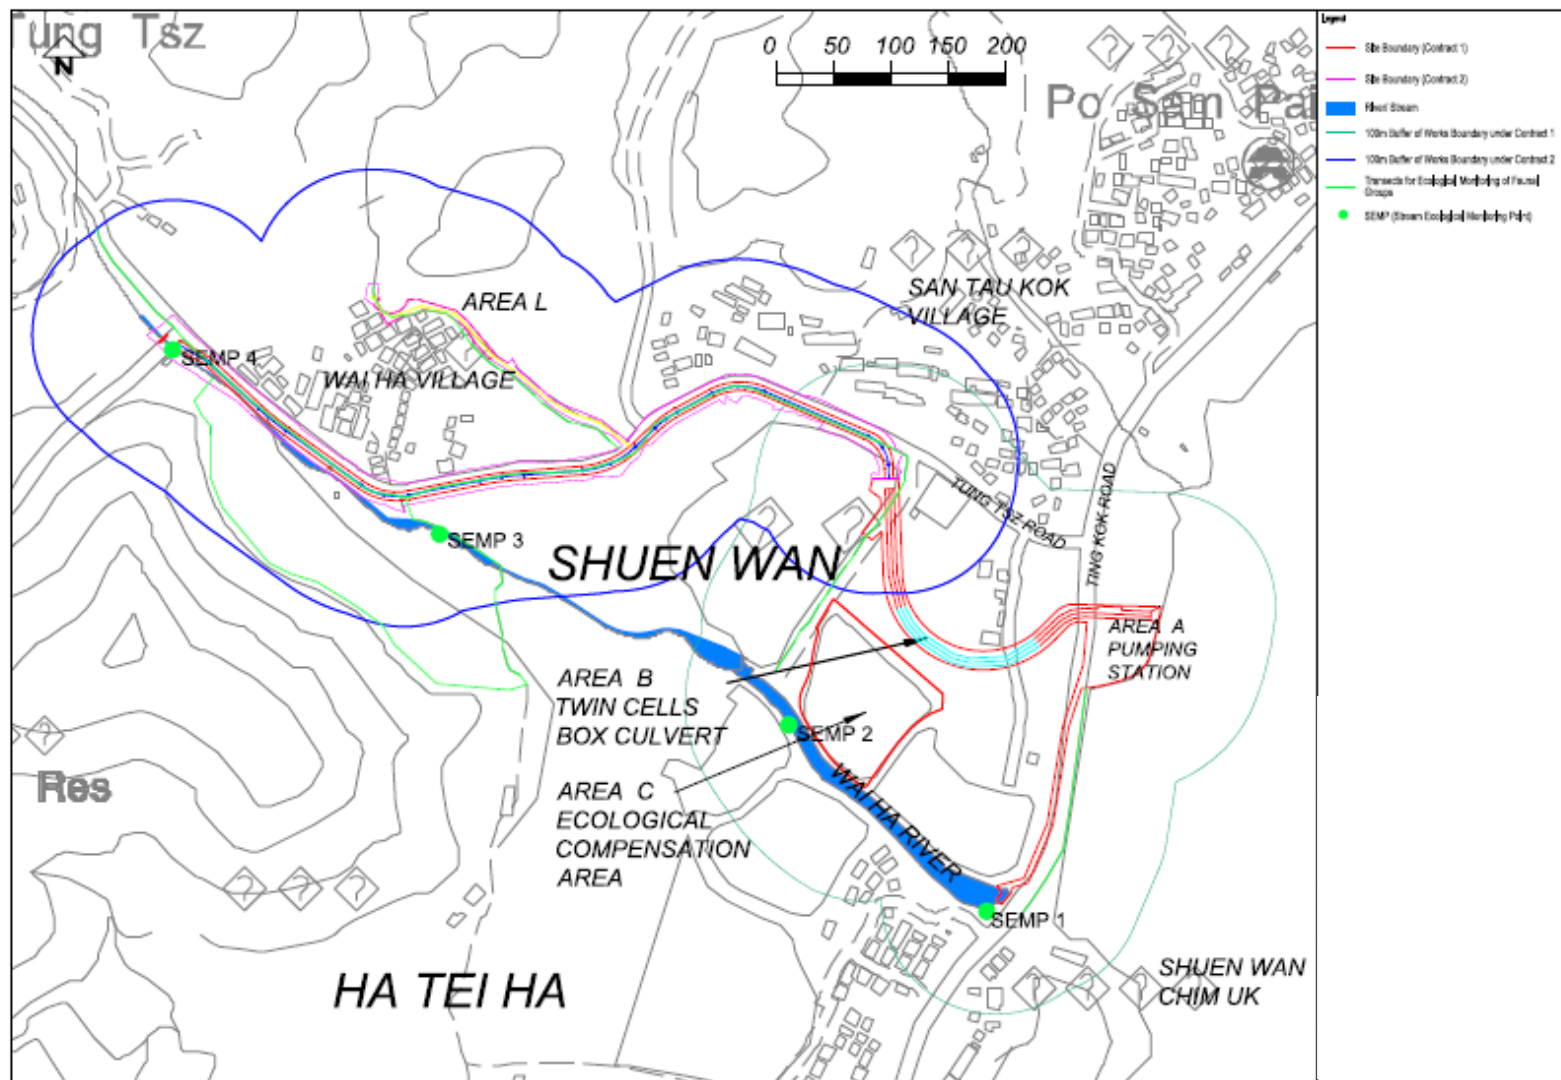 Tung Tsz
N
0 50 100 150 200
Po Sam Pai
AREA L
SAN TAU KOK
VILLAGE
SEMP 4
WAI HA VILLAGE
TUNG TSZ ROAD
TING KOK ROAD
SEMP 3
SHUEN WAN
AREA A
PUMPING
STATION
AREA B
TWIN CELLS
BOX CULVERT
SEMP 2
WAI HA RIVER
Res
AREA C
ECOLOGICAL
COMPENSATION
AREA
SEMP 1
HA TEI HA
SHUEN WAN
CHIM UK
Legend
Site Boundary (Contract 1)
Site Boundary (Contract 2)
River/ Stream
100m Buffer of Works Boundary under Contract 1
100m Buffer of Works Boundary under Contract 2
Transects for Ecological Monitoring of Faunal
Groups
SEMP (Stream Ecological Monitoring Point)